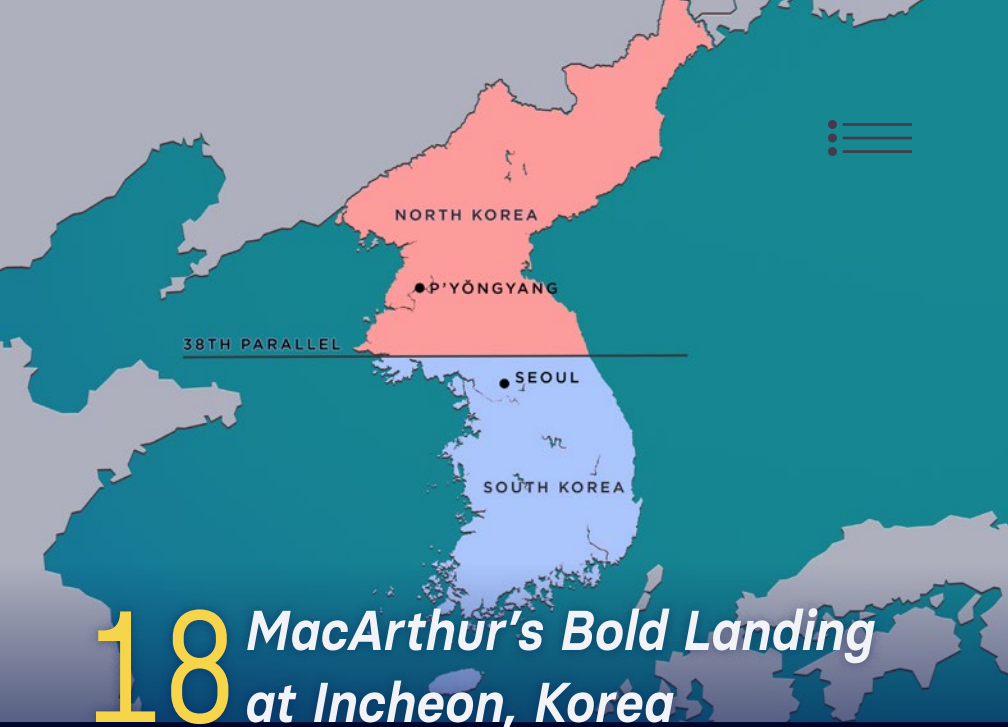 NORTH KOREA
P'YŎNGYANG
38TH PARALLEL
SEOUL
SOUTH KOREA
18
MacArthur's Bold Landing
at Incheon, Korea